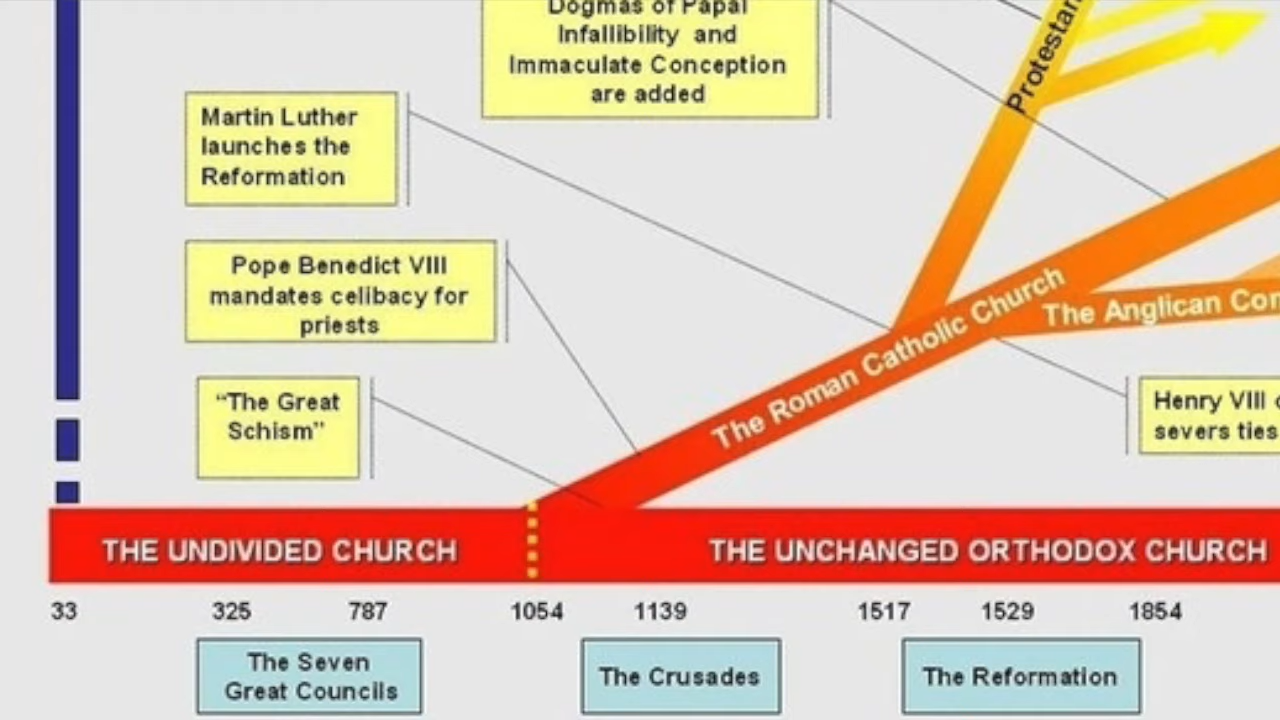 Dogmas of Papal
Infallibility and
Immaculate Conception
are added
Martin Luther
launches the
Reformation
Pope Benedict VIII
mandates celibacy for
priests
"The Great
Schism"
The Roman Catholic Church
The Anglican
Henry VIII
severs ties
THE UNDIVIDED CHURCH
THE UNCHANGED ORTHODOX CHURCH
33 325 787 1054 1139 1517 1529 1854
The Seven
Great Councils
The Crusades
The Reformation